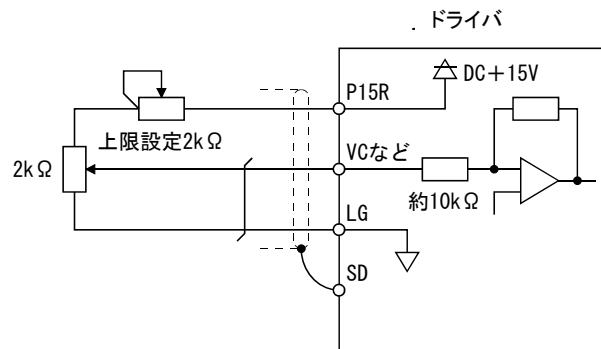 ドライバ
P15R
DC+15V
上限設定2kΩ
VCなど
2kΩ
約10kΩ
LG
SD